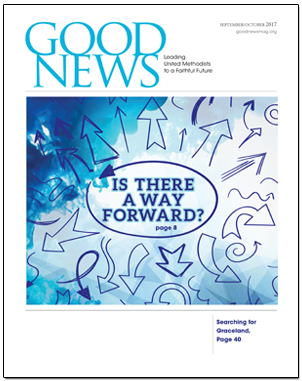 GOOD
NEWS
Leading
United Methodists
to a Faithful Future
SEPTEMBER/OCTOBER 2017
goodnewsmag.org
IS THERE
A WAY
FORWARD?
page 8
Searching for
Graceland,
Page 40